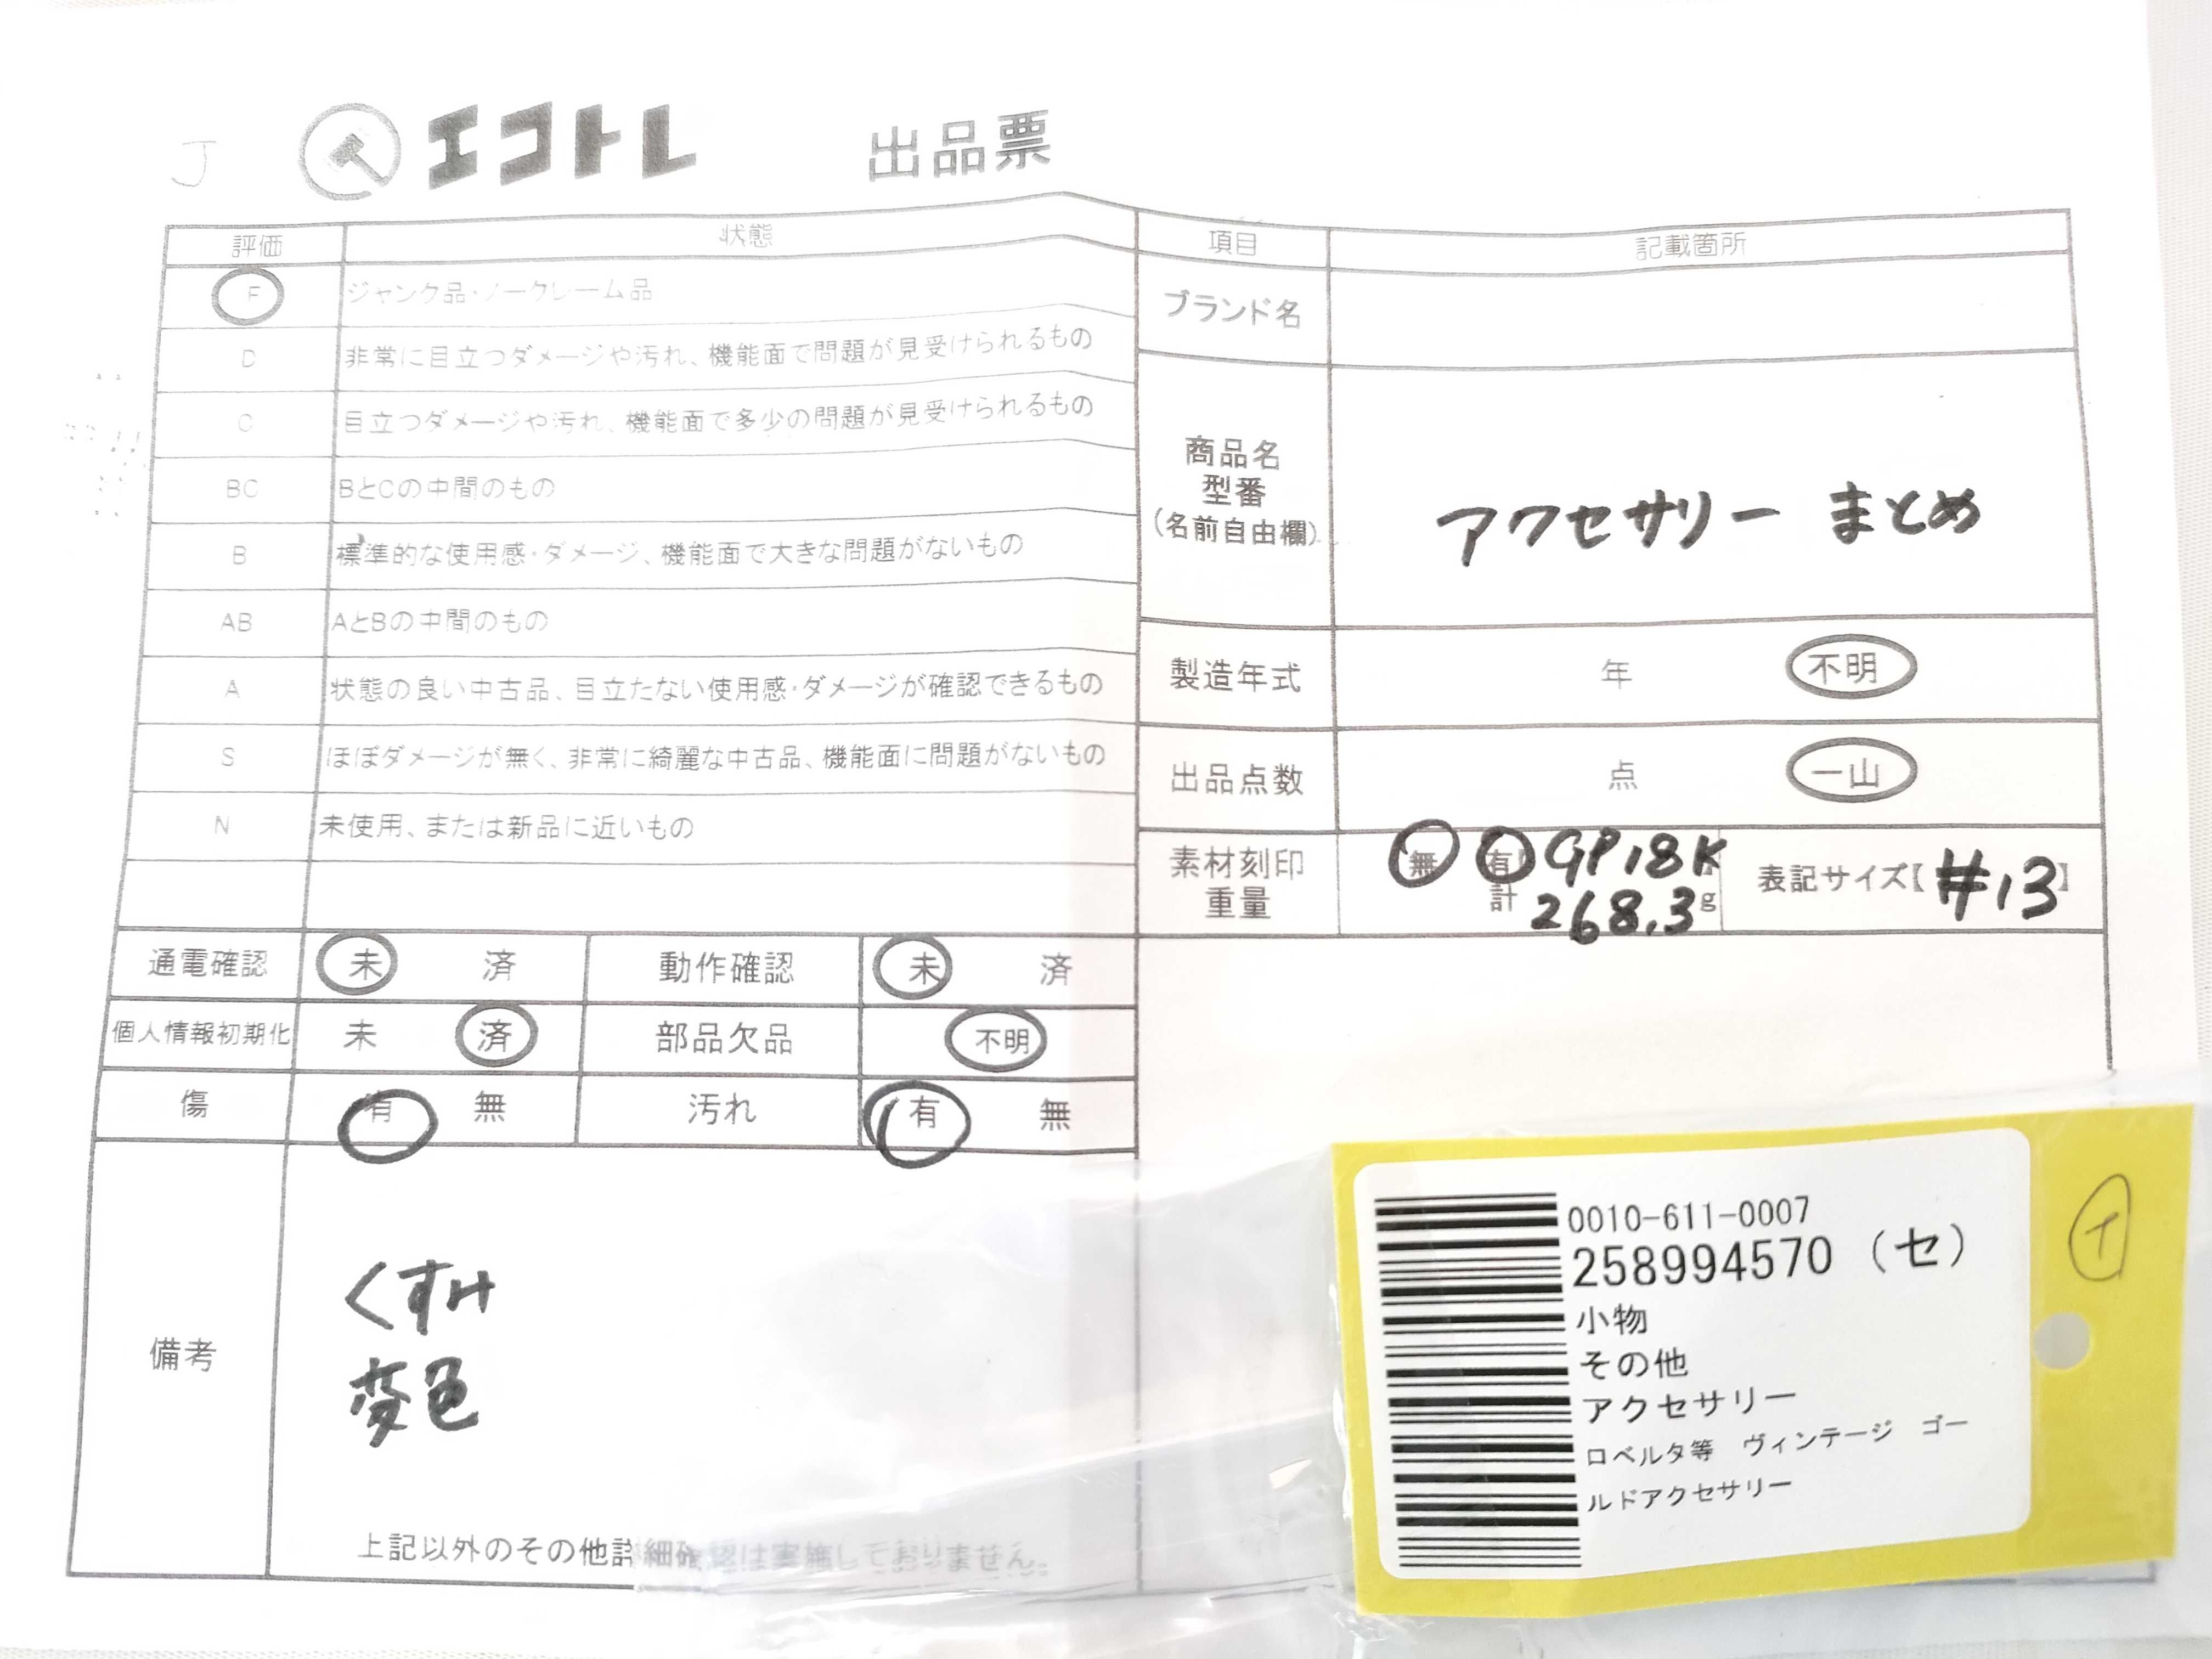 J
エコトレ 出品票
評価 状態
F ジャンク品・ノークレーム品
D 非常に目立つダメージや汚れ、機能面で問題が見受けられるもの
C 目立つダメージや汚れ、機能面で多少の問題が見受けられるもの
BC BとCの中間のもの
B 標準的な使用感・ダメージ、機能面で大きな問題がないもの
AB AとBの中間のもの
A 状態の良い中古品、目立たない使用感・ダメージが確認できるもの
S ほぼダメージが無く、非常に綺麗な中古品、機能面に問題がないもの
N 未使用、または新品に近いもの
通電確認 未 済 動作確認 未 済
個人情報初期化 未 済 部品欠品 不明
傷 有 無 汚れ 有 無
備考
くすみ
変色
上記以外のその他詳細確認は実施しておりません。
項目 記載箇所
ブランド名
商品名
型番
(名前自由欄)
アクセサリー まとめ
製造年式 年 不明
出品点数 点 一山
素材刻印 無 有 GP18K
重量 計 268.3g
表記サイズ【#13】
0010-611-0007
258994570 (セ)
小物
その他
アクセサリー
ロベルタ等 ヴィンテージ ゴー
ルドアクセサリー
イ